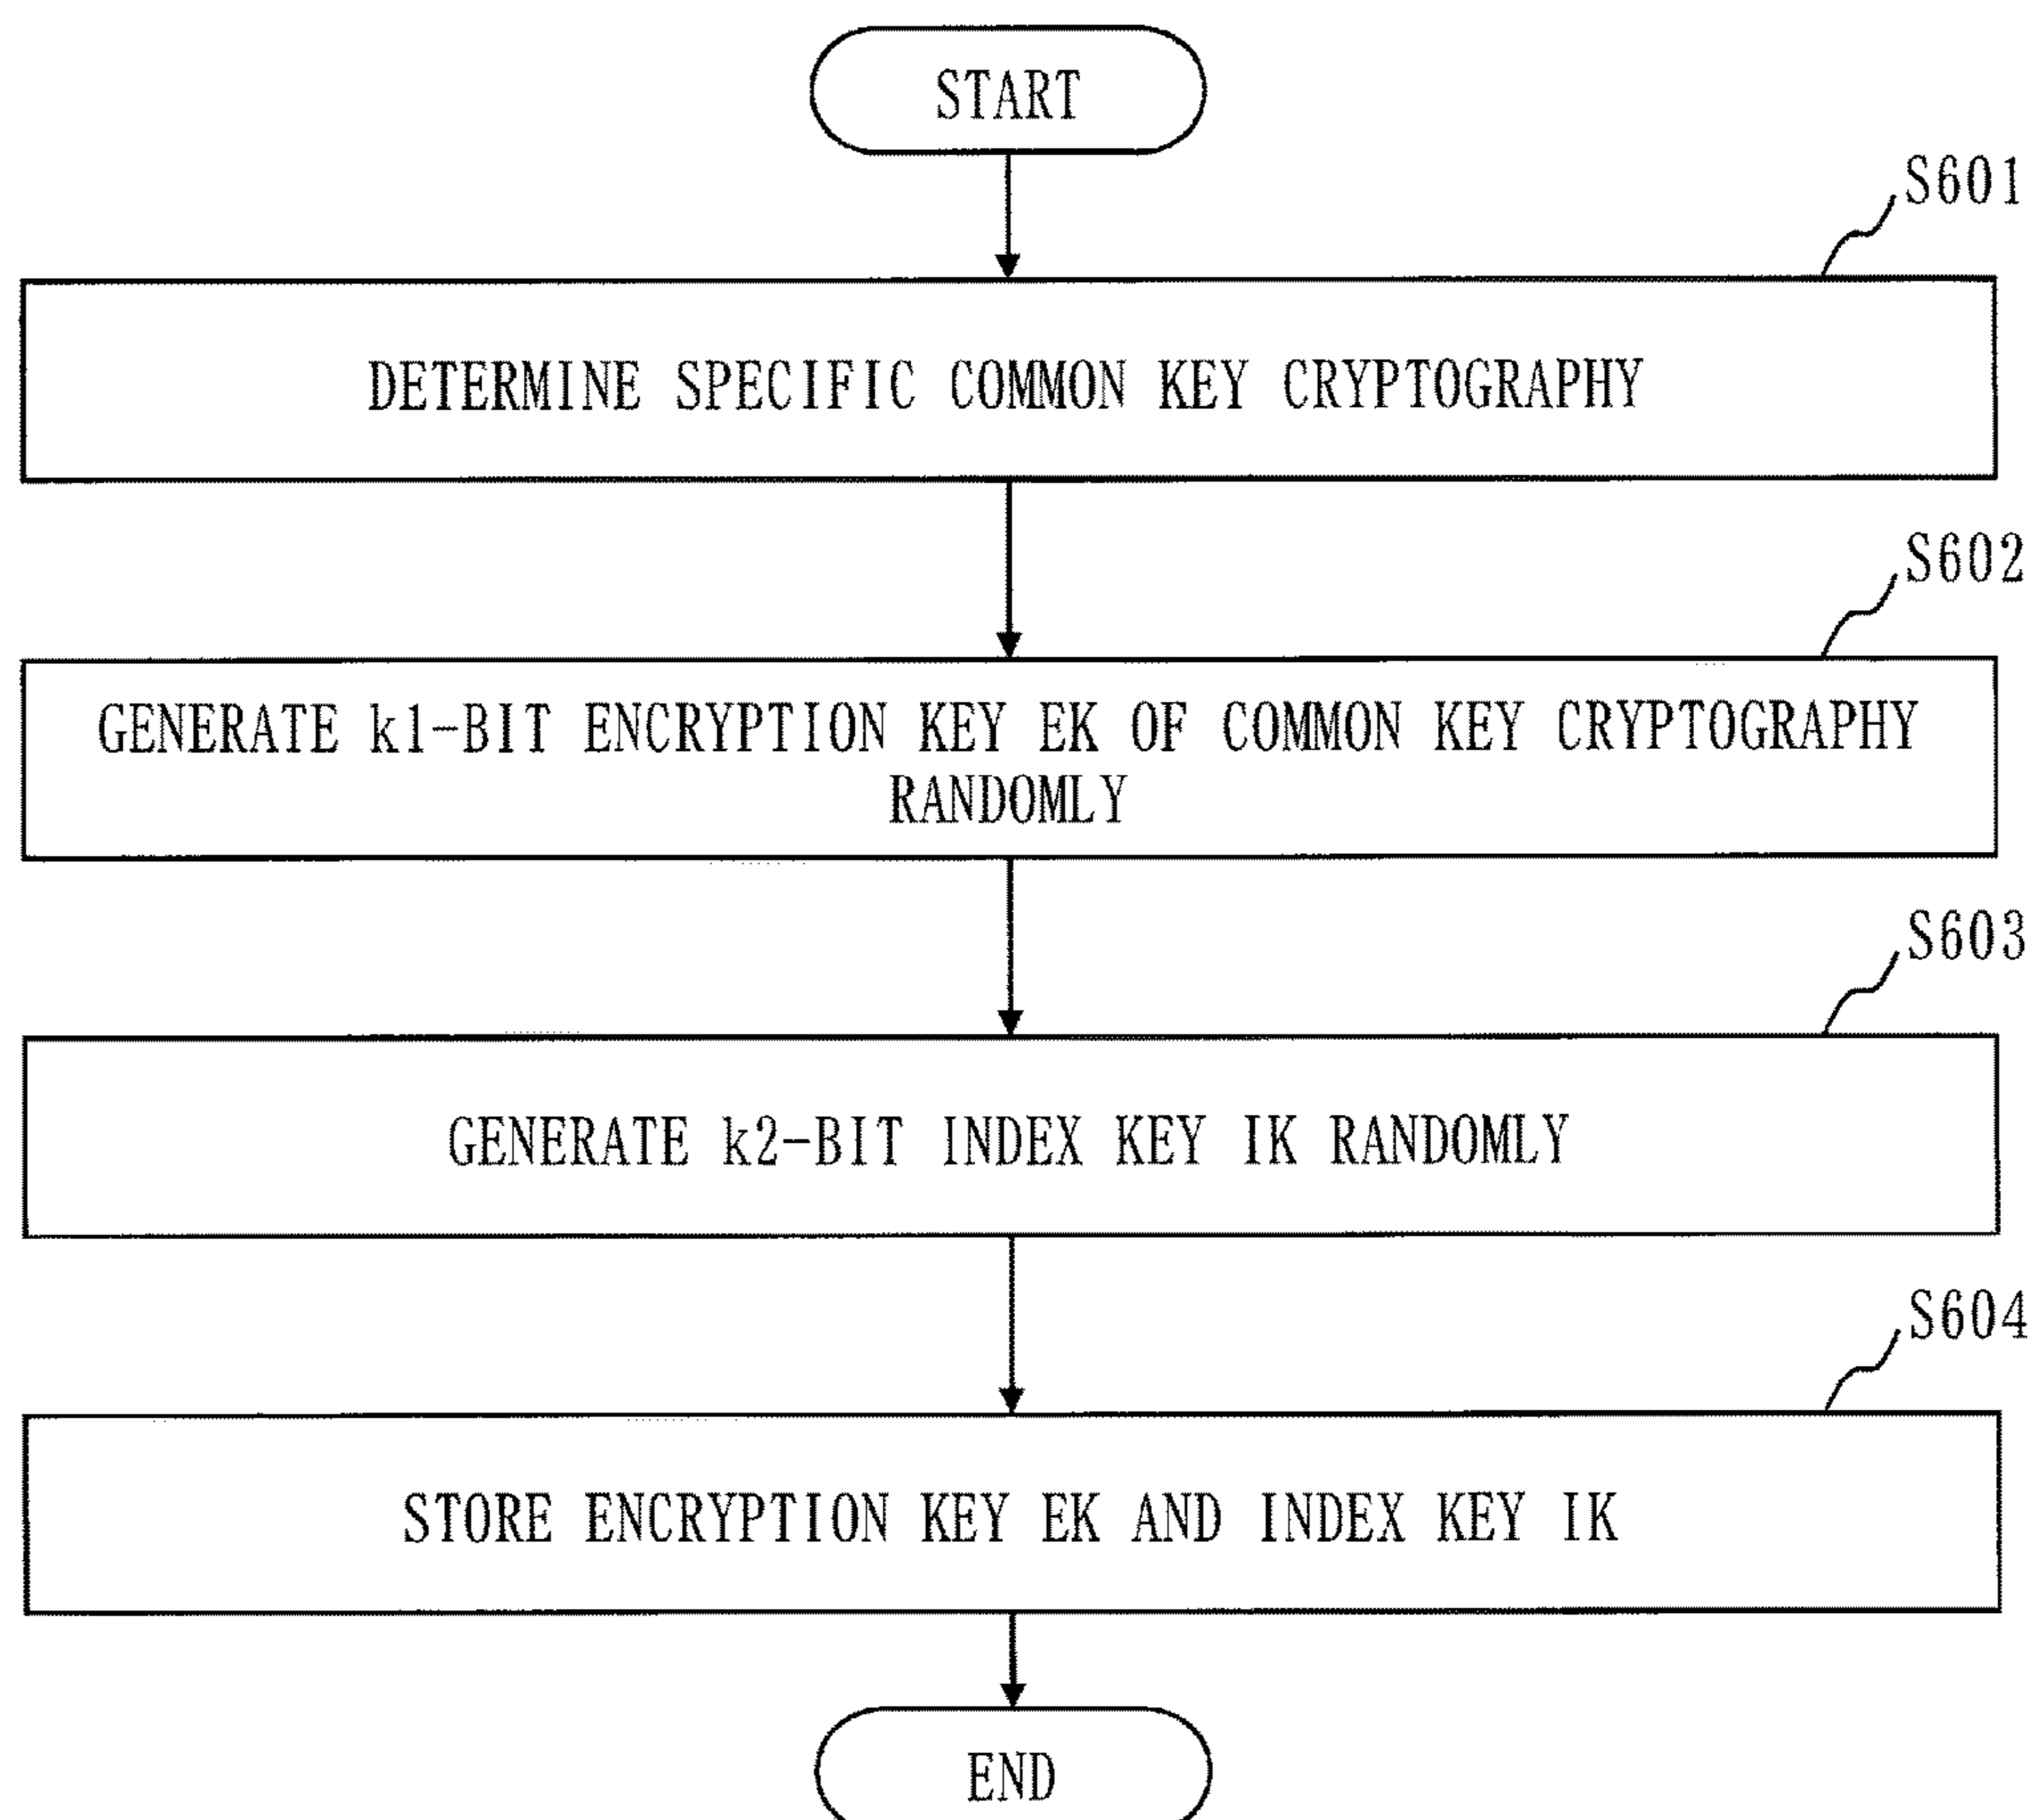 START
S601
DETERMINE SPECIFIC COMMON KEY CRYPTOGRAPHY
S602
GENERATE k1-BIT ENCRYPTION KEY EK OF COMMON KEY CRYPTOGRAPHY
RANDOMLY
S603
GENERATE k2-BIT INDEX KEY IK RANDOMLY
S604
STORE ENCRYPTION KEY EK AND INDEX KEY IK
END